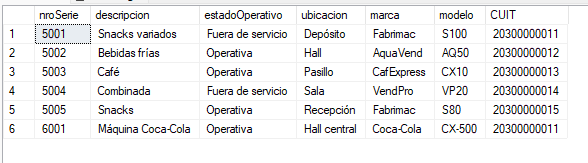 nroSerie descripcion estadoOperativo ubicacion marca modelo CUIT
1 5001 Snacks variados Fuera de servicio Depósito Fabrimac S100 20300000011
2 5002 Bebidas frías Operativa Hall AquaVend AQ50 20300000012
3 5003 Café Operativa Pasillo CafExpress CX10 20300000013
4 5004 Combinada Fuera de servicio Sala VendPro VP20 20300000014
5 5005 Snacks Operativa Recepción Fabrimac S80 20300000015
6 6001 Máquina Coca-Cola Operativa Hall central Coca-Cola CX-500 20300000011